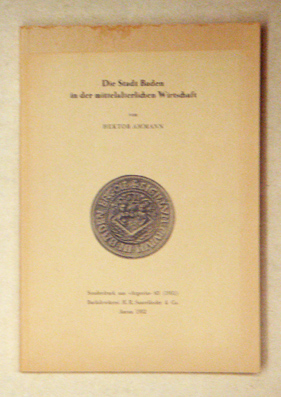 Die Stadt Baden
in der mittelalterlichen Wirtschaft
von
HEKTOR AMMANN
Sonderdruck aus «Argovia» 63 (1951)
Buchdruckerei H. R. Sauerländer & Co.
Aarau, 1952